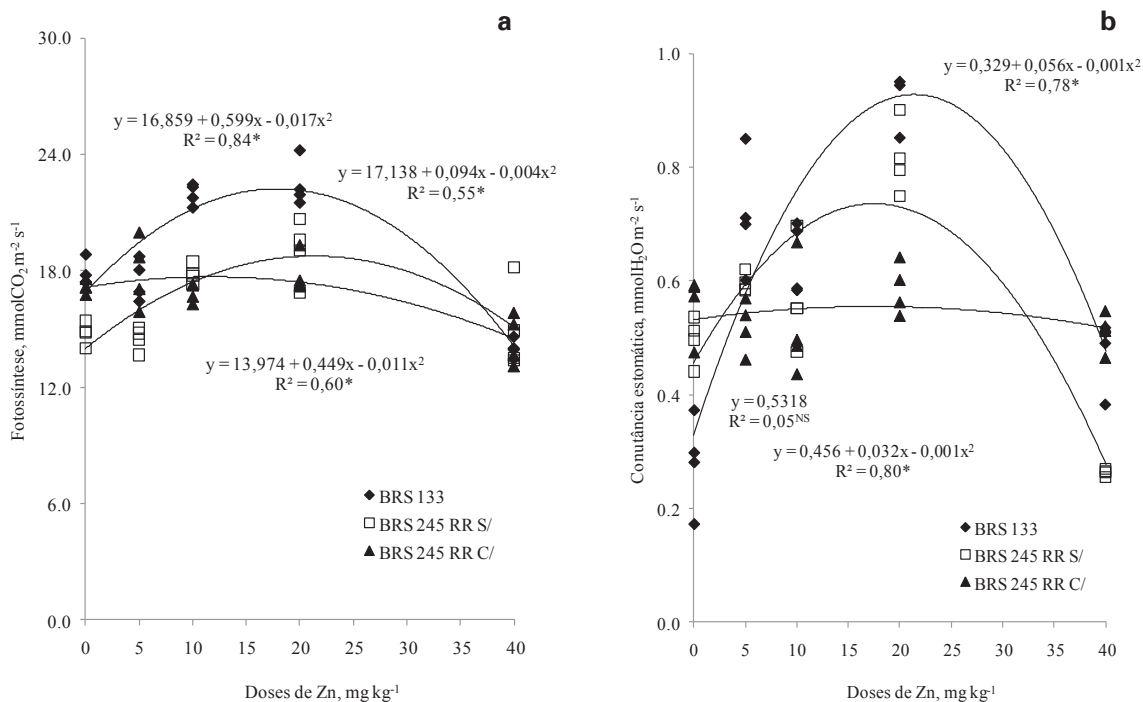 a
30.0
24.0
18.0
12.0
6.0
0.0
Fotossíntese, mmolCO₂ m⁻² s⁻¹
y = 16,859 + 0,599x - 0,017x²
R² = 0,84*
y = 17,138 + 0,094x - 0,004x²
R² = 0,55*
y = 13,974 + 0,449x - 0,011x²
R² = 0,60*
BRS 133
BRS 245 RR S/
BRS 245 RR C/
0 5 10 15 20 25 30 35 40
Doses de Zn, mg kg⁻¹
b
1.0
0.8
0.6
0.4
0.2
0.0
Conutância estomática, mmolH₂O m⁻² s⁻¹
y = 0,329+ 0,056x - 0,001x²
R² = 0,78*
y = 0,5318
R² = 0,05ᴺˢ
y = 0,456 + 0,032x - 0,001x²
R² = 0,80*
BRS 133
BRS 245 RR S/
BRS 245 RR C/
0 5 10 15 20 25 30 35 40
Doses de Zn, mg kg⁻¹